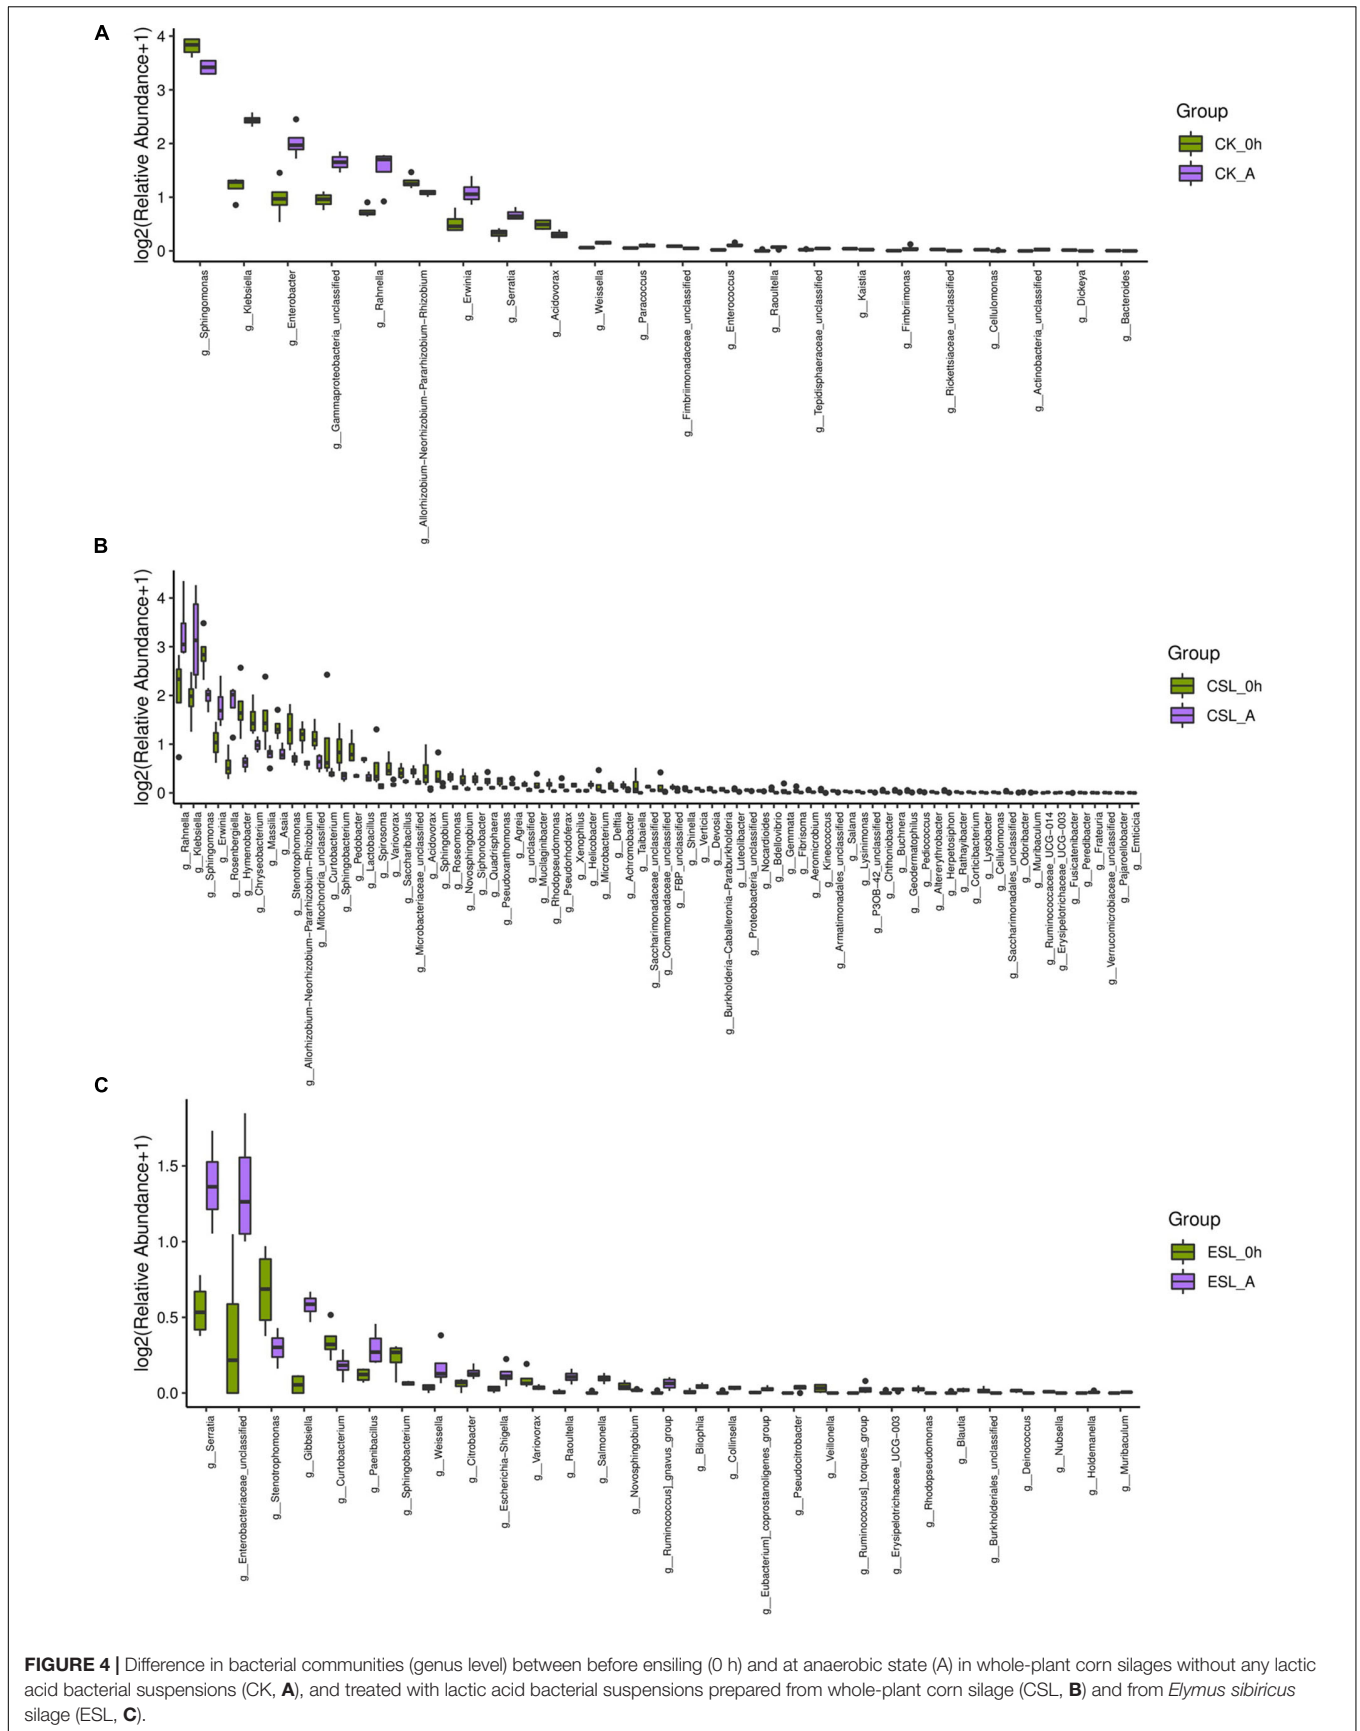 A
log2(Relative Abundance+1)
4
3
2
1
0
g__Sphingomonas
g__Klebsiella
g__Enterobacter
g__Gammaproteobacteria_unclassified
g__Rahnella
g__Allorhizobium−Neorhizobium−Pararhizobium−Rhizobium
g__Erwinia
g__Serratia
g__Acidovorax
g__Weissella
g__Paracoccus
g__Fimbriimonadaceae_unclassified
g__Enterococcus
g__Raoultella
g__Tepidisphaeraceae_unclassified
g__Kaistia
g__Fimbriimonas
g__Rickettsiaceae_unclassified
g__Cellulomonas
g__Actinobacteria_unclassified
g__Dickeya
g__Bacteroides
Group
CK_0h
CK_A
B
log2(Relative Abundance+1)
4
3
2
1
0
g__Rahnella
g__Klebsiella
g__Sphingomonas
g__Erwinia
g__Rosenbergiella
g__Hymenobacter
g__Chryseobacterium
g__Massilia
g__Asaia
g__Stenotrophomonas
g__Allorhizobium−Neorhizobium−Pararhizobium−Rhizobium
g__Mitochondria_unclassified
g__Curtobacterium
g__Sphingobacterium
g__Pedobacter
g__Lactobacillus
g__Spirosoma
g__Variovorax
g__Saccharibacillus
g__Microbacteriaceae_unclassified
g__Acidovorax
g__Sphingobium
g__Roseomonas
g__Novosphingobium
g__Siphonobacter
g__Quadrisphaera
g__Pseudoxanthomonas
g__Agreia
g__unclassified
g__Mucilaginibacter
g__Rhodopseudomonas
g__Pseudorhodoferax
g__Xenophilus
g__Helicobacter
g__Microbacterium
g__Delftia
g__Achromobacter
g__Taibaiella
g__Saccharimonadaceae_unclassified
g__Comamonadaceae_unclassified
g__FBP_unclassified
g__Shinella
g__Verticia
g__Devosia
g__Burkholderia−Caballeronia−Paraburkholderia
g__Luteolibacter
g__Proteobacteria_unclassified
g__Nocardioides
g__Bdellovibrio
g__Gemmata
g__Fibrisoma
g__Aeromicrobium
g__Kineococcus
g__Armatimonadales_unclassified
g__Salana
g__Lysinimonas
g__P3OB−42_unclassified
g__Chthoniobacter
g__Buchnera
g__Geodermatophilus
g__Pediococcus
g__Altererythrobacter
g__Herpetosiphon
g__Rathayibacter
g__Corticibacterium
g__Lysobacter
g__Cellulomonas
g__Saccharimonadales_unclassified
g__Odoribacter
g__Muribaculum
g__Ruminococcaceae_UCG−014
g__Erysipelotrichaceae_UCG−003
g__Fusicatenibacter
g__Peredibacter
g__Frateuria
g__Verrucomicrobiaceae_unclassified
g__Pajaroellobacter
g__Emticicia
Group
CSL_0h
CSL_A
C
log2(Relative Abundance+1)
1.5
1.0
0.5
0.0
g__Serratia
g__Enterobacteriaceae_unclassified
g__Stenotrophomonas
g__Gibbsiella
g__Curtobacterium
g__Paenibacillus
g__Sphingobacterium
g__Weissella
g__Citrobacter
g__Escherichia−Shigella
g__Variovorax
g__Raoultella
g__Salmonella
g__Novosphingobium
g__Ruminococcus]_gnavus_group
g__Bilophila
g__Collinsella
g__Eubacterium]_coprostanoligenes_group
g__Pseudocitrobacter
g__Veillonella
g__Ruminococcus]_torques_group
g__Erysipelotrichaceae_UCG−003
g__Rhodopseudomonas
g__Blautia
g__Burkholderiales_unclassified
g__Deinococcus
g__Nubsella
g__Holdemanella
g__Muribaculum
Group
ESL_0h
ESL_A
FIGURE 4 | Difference in bacterial communities (genus level) between before ensiling (0 h) and at anaerobic state (A) in whole-plant corn silages without any lactic
acid bacterial suspensions (CK, A), and treated with lactic acid bacterial suspensions prepared from whole-plant corn silage (CSL, B) and from Elymus sibiricus
silage (ESL, C).